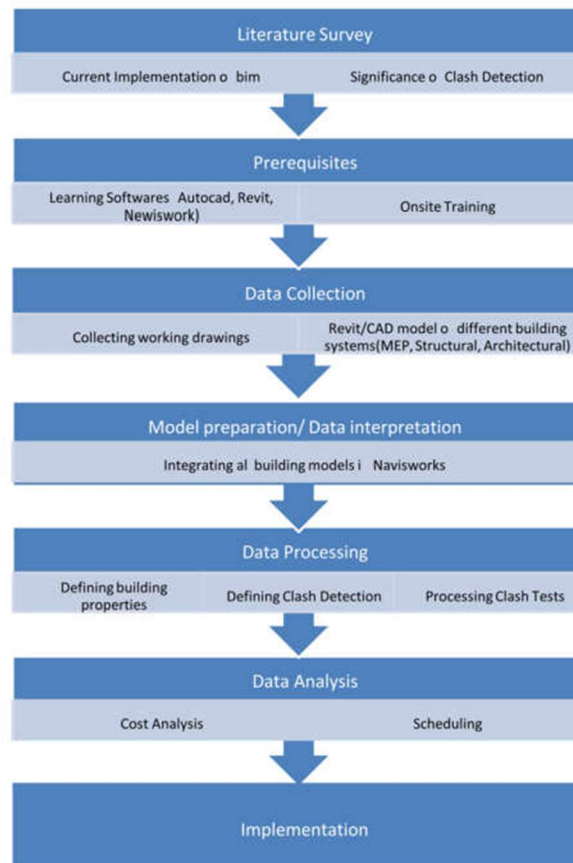 Literature Survey
Current Implementation o bim
Significance o Clash Detection
Prerequisites
Learning Softwares Autocad, Revit,
Newiswork)
Onsite Training
Data Collection
Collecting working drawings
Revit/CAD model o different building
systems(MEP, Structural, Architectural)
Model preparation/ Data interpretation
Integrating al building models i Navisworks
Data Processing
Defining building
properties
Defining Clash Detection
Processing Clash Tests
Data Analysis
Cost Analysis
Scheduling
Implementation